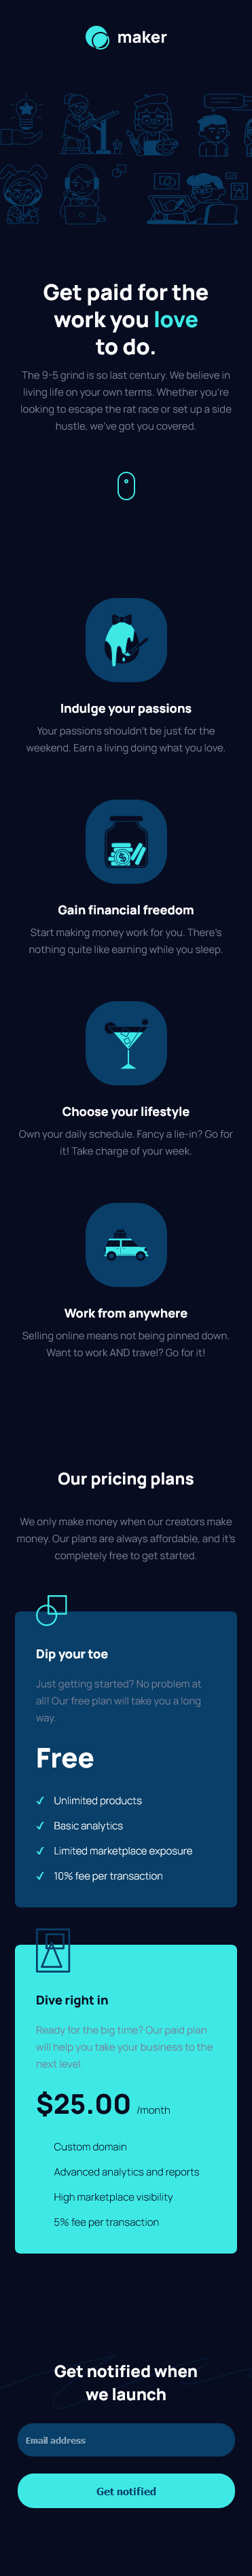 maker
Get paid for the
work you love
to do.
The 9-5 grind is so last century. We believe in
living life on your own terms. Whether you're
looking to escape the rat race or set up a side
hustle, we've got you covered.
Indulge your passions
Your passions shouldn't be just for the
weekend. Earn a living doing what you love.
Gain financial freedom
Start making money work for you. There's
nothing quite like earning while you sleep.
Choose your lifestyle
Own your daily schedule. Fancy a lie-in? Go for
it! Take charge of your week.
Work from anywhere
Selling online means not being pinned down.
Want to work AND travel? Go for it!
Our pricing plans
We only make money when our creators make
money. Our plans are always affordable, and it's
completely free to get started.
Dip your toe
Just getting started? No problem at
all! Our free plan will take you a long
way.
Free
Unlimited products
Basic analytics
Limited marketplace exposure
10% fee per transaction
Dive right in
Ready for the big time? Our paid plan
will help you take your business to the
next level.
$25.00 /month
Custom domain
Advanced analytics and reports
High marketplace visibility
5% fee per transaction
Get notified when
we launch
Email address
Get notified